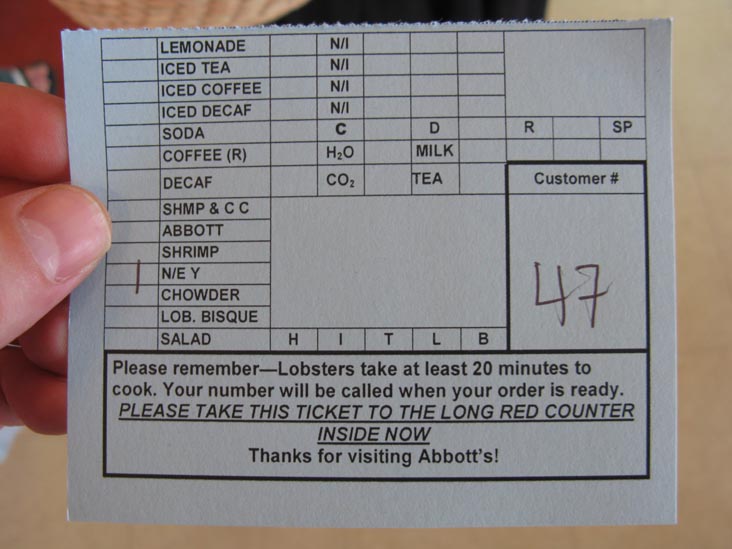 LEMONADE N/I
ICED TEA N/I
ICED COFFEE N/I
ICED DECAF N/I
SODA C D R SP
COFFEE (R) H₂O MILK
DECAF CO₂ TEA Customer #
SHMP & C C
ABBOTT
SHRIMP
1 N/E Y 47
CHOWDER
LOB. BISQUE
SALAD H I T L B
Please remember—Lobsters take at least 20 minutes to
cook. Your number will be called when your order is ready.
PLEASE TAKE THIS TICKET TO THE LONG RED COUNTER
INSIDE NOW
Thanks for visiting Abbott's!